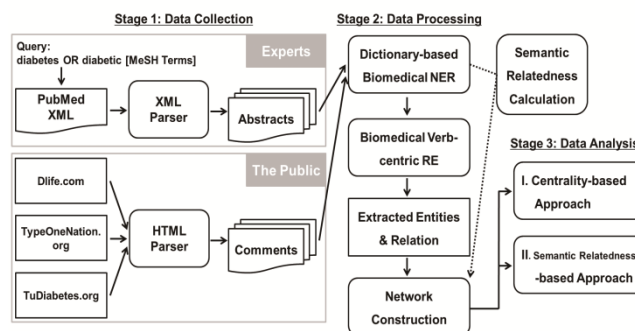 Stage 1: Data Collection
Experts
Query:
diabetes OR diabetic [MeSH Terms]
PubMed
XML
XML
Parser
Abstracts
The Public
Dlife.com
TypeOneNation.
org
TuDiabetes.org
HTML
Parser
Comments
Stage 2: Data Processing
Dictionary-based
Biomedical NER
Biomedical Verb-
centric RE
Extracted Entities
& Relation
Network
Construction
Semantic
Relatedness
Calculation
Stage 3: Data Analysis
I. Centrality-based
Approach
II. Semantic Relatedness
-based Approach